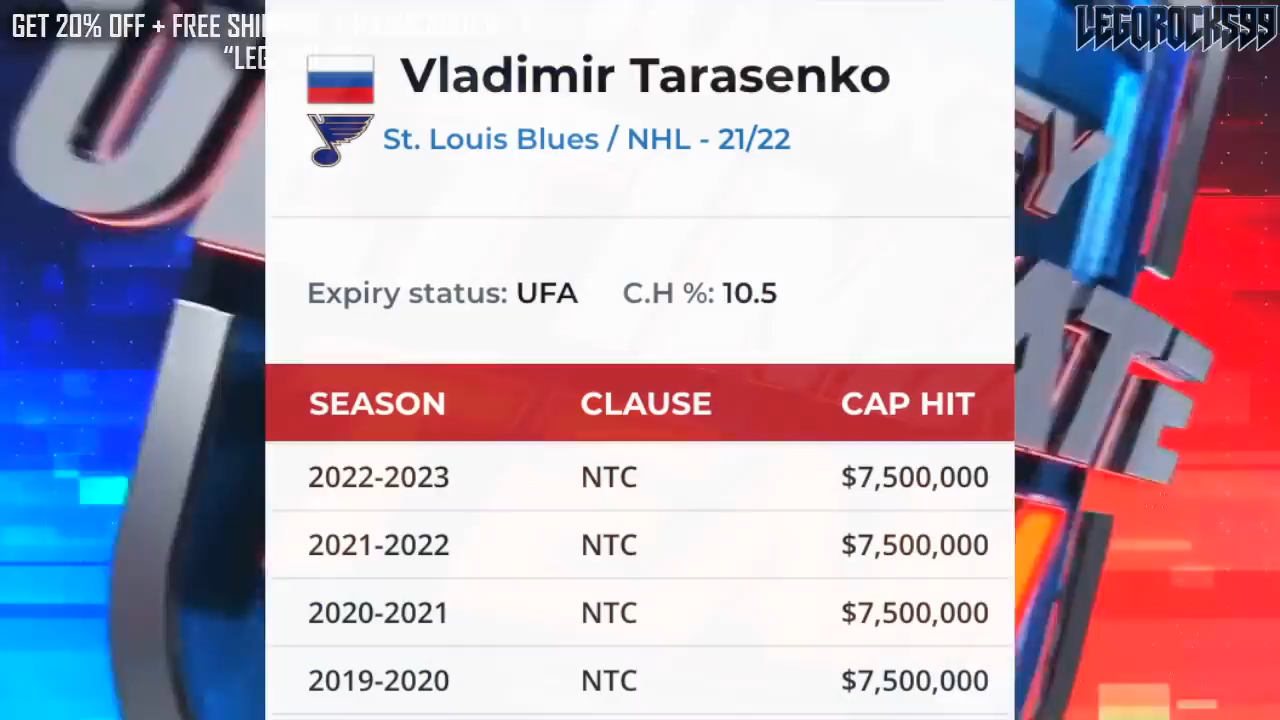 GET 20% OFF + FREE
"LEG
LEGOROCKS99
Vladimir Tarasenko
St. Louis Blues / NHL - 21/22
Expiry status: UFA C.H %: 10.5
SEASON CLAUSE CAP HIT
2022-2023 NTC $7,500,000
2021-2022 NTC $7,500,000
2020-2021 NTC $7,500,000
2019-2020 NTC $7,500,000